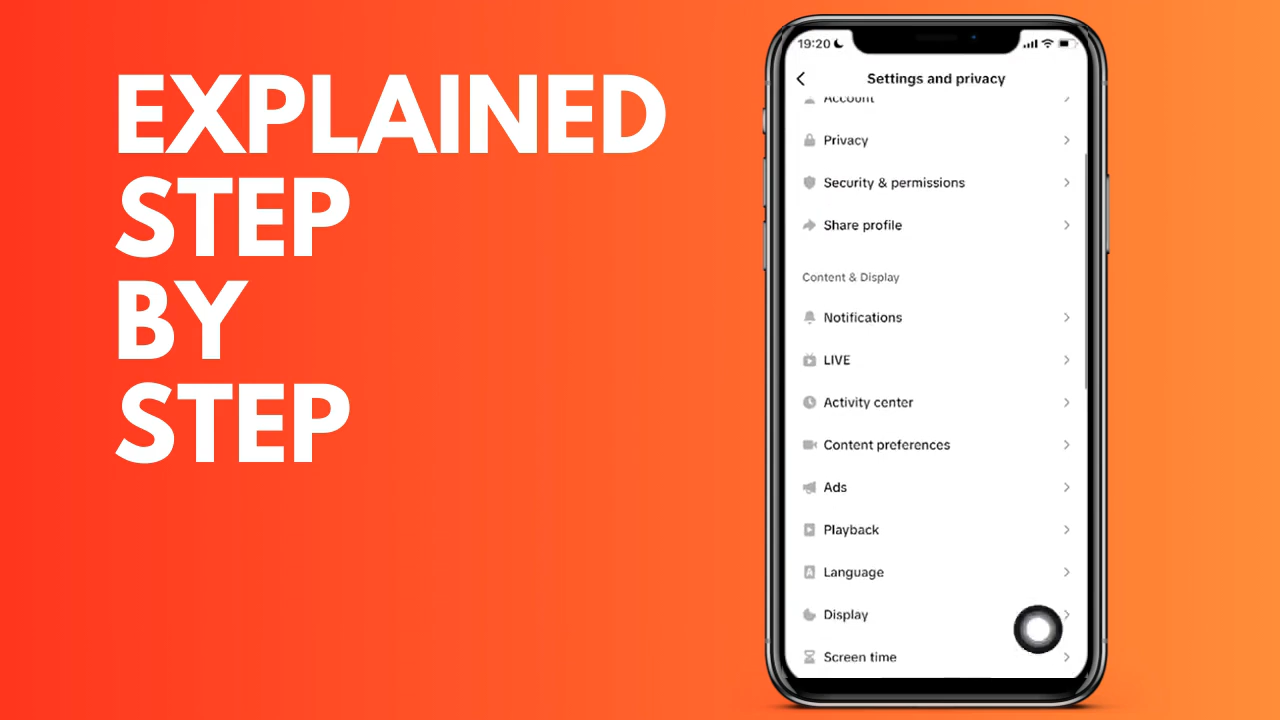 EXPLAINED
STEP
BY
STEP
19:20
Settings and privacy
Account
Privacy
Security & permissions
Share profile
Content & Display
Notifications
LIVE
Activity center
Content preferences
Ads
Playback
Language
Display
Screen time